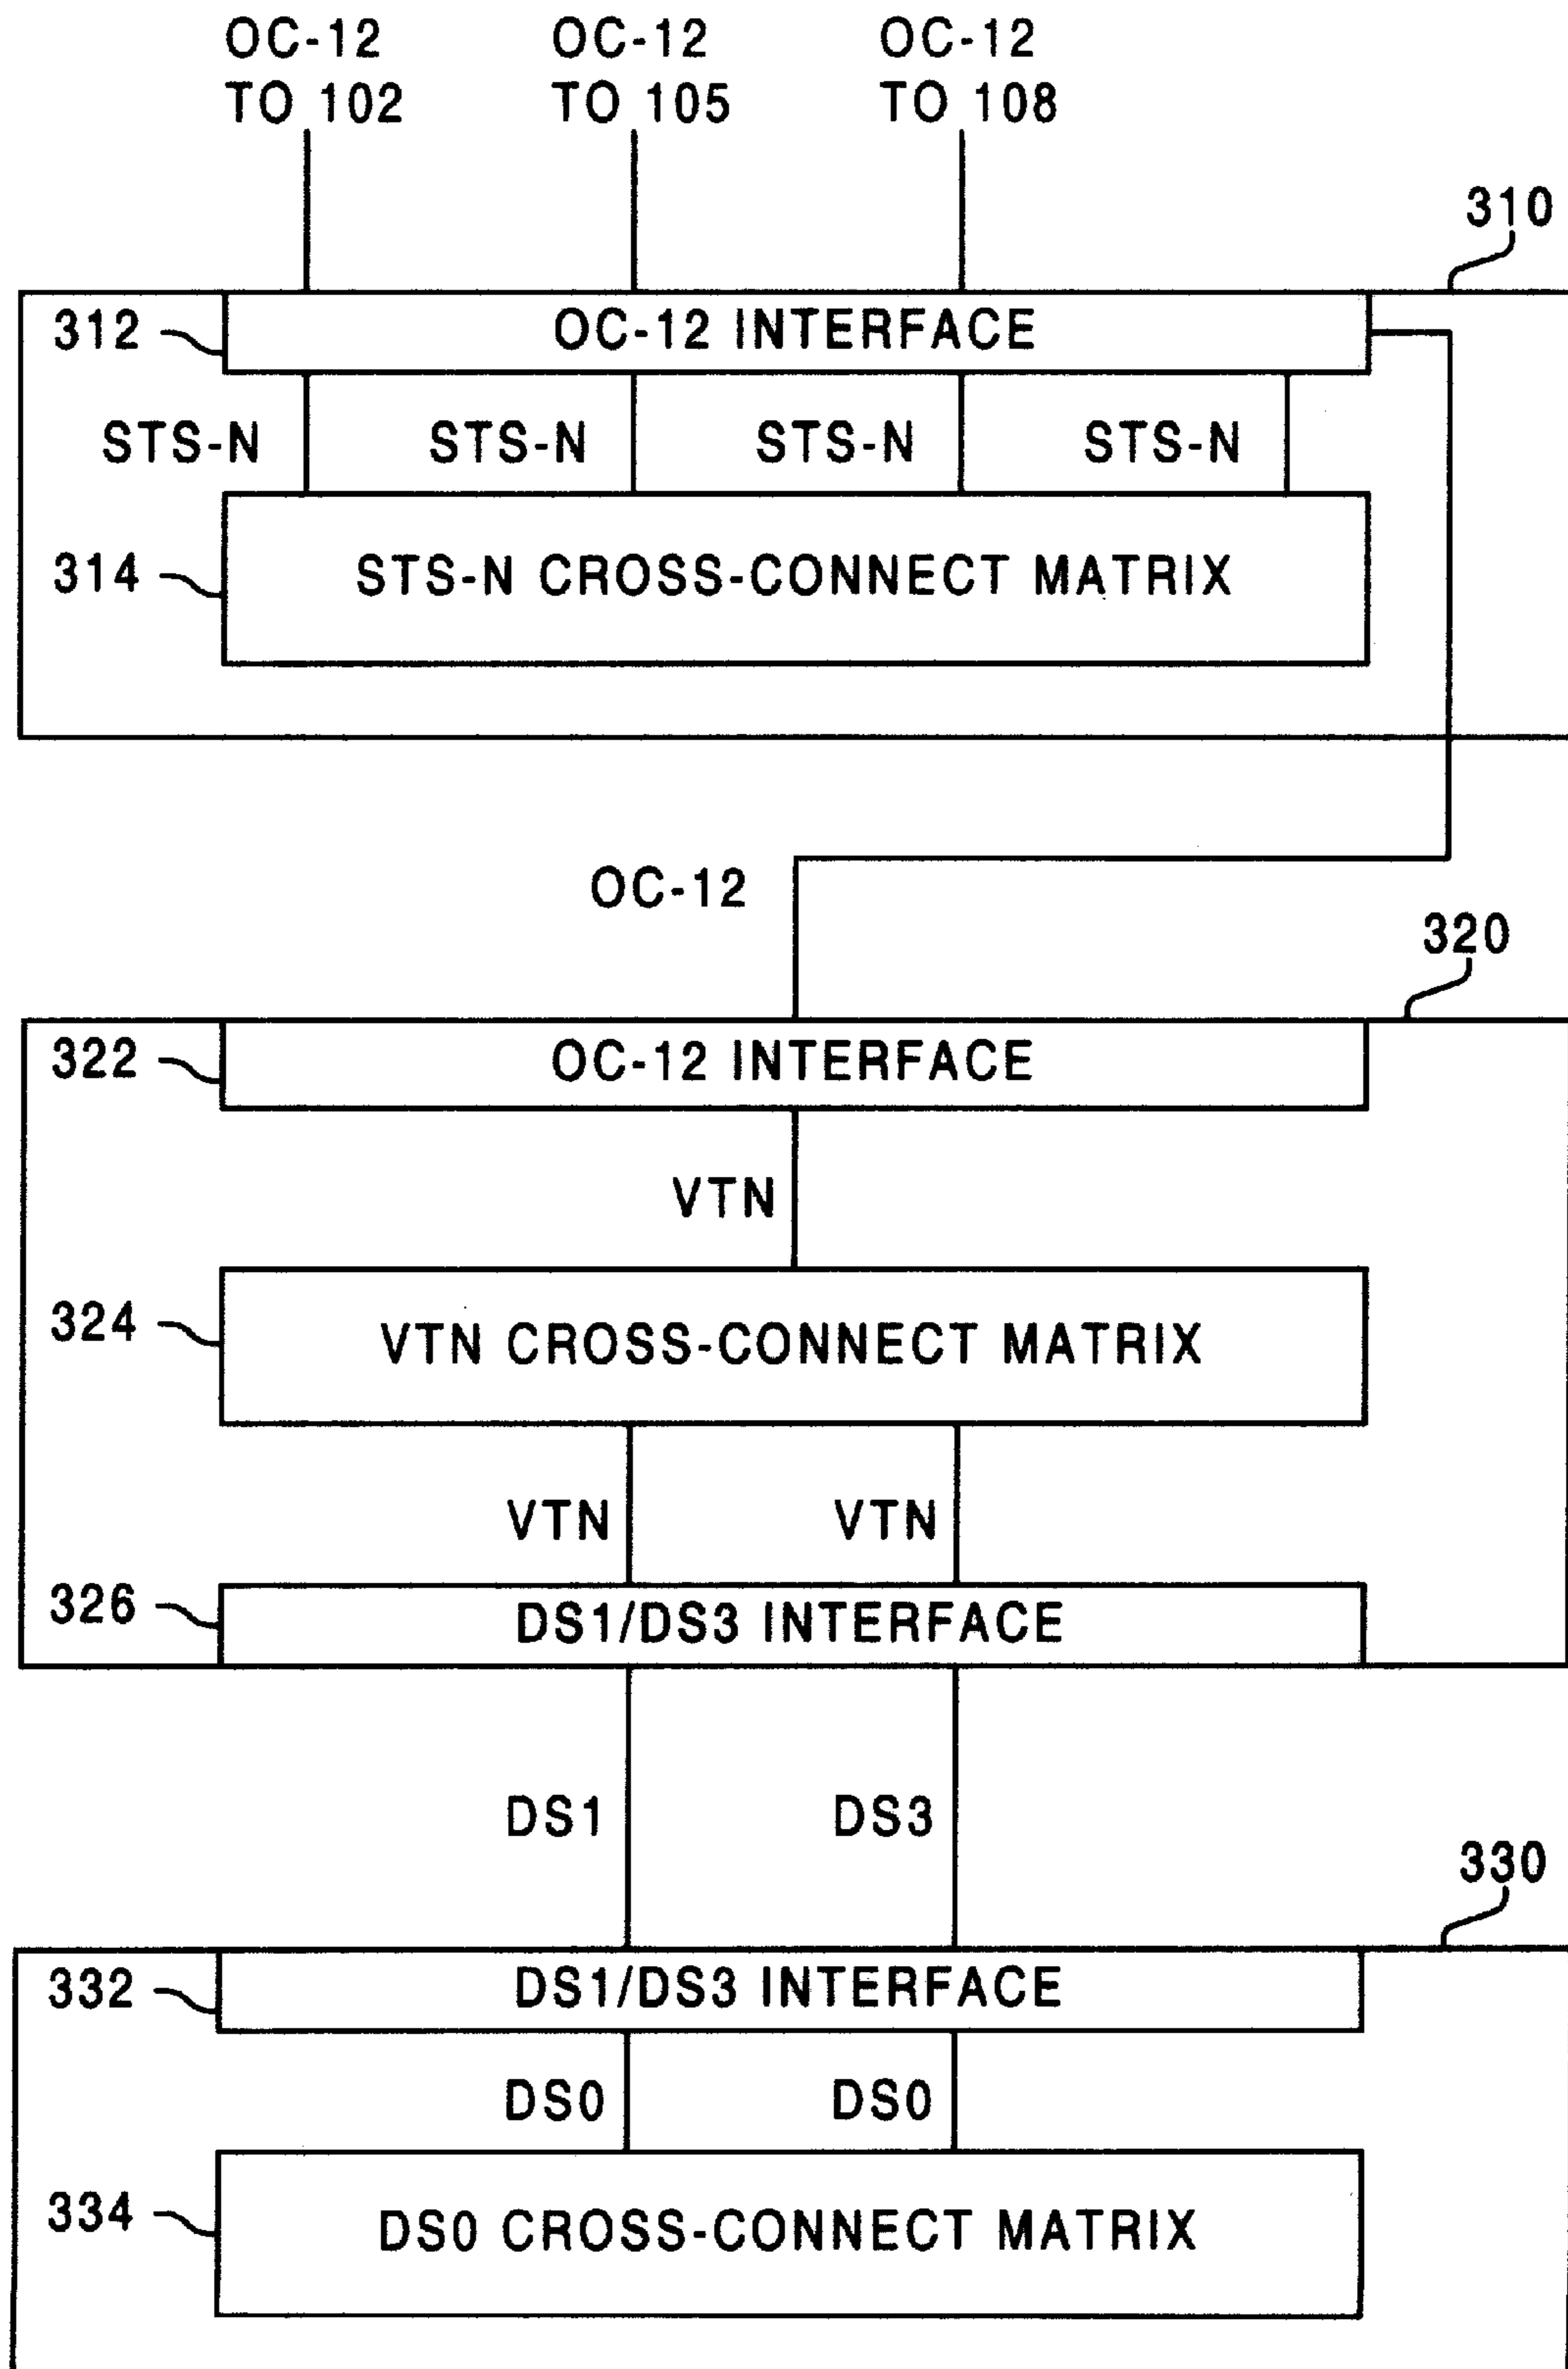 OC-12 OC-12 OC-12
TO 102 TO 105 TO 108
310
312 OC-12 INTERFACE
STS-N STS-N STS-N STS-N
314 STS-N CROSS-CONNECT MATRIX
OC-12
320
322 OC-12 INTERFACE
VTN
324 VTN CROSS-CONNECT MATRIX
VTN VTN
326 DS1/DS3 INTERFACE
DS1 DS3
330
332 DS1/DS3 INTERFACE
DS0 DS0
334 DS0 CROSS-CONNECT MATRIX